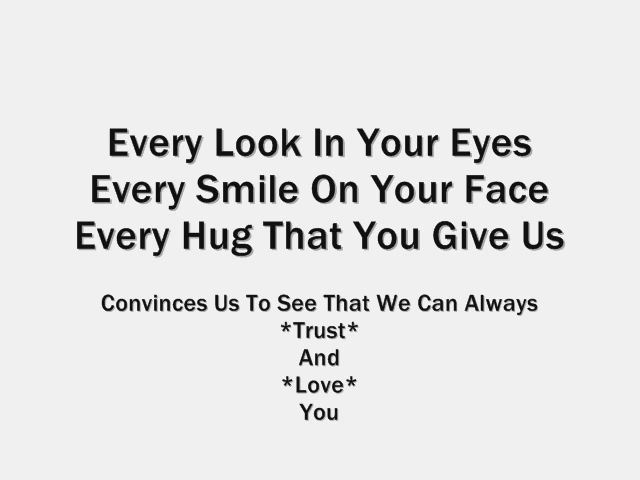 Every Look In Your Eyes
Every Smile On Your Face
Every Hug That You Give Us
Convinces Us To See That We Can Always
*Trust*
And
*Love*
You